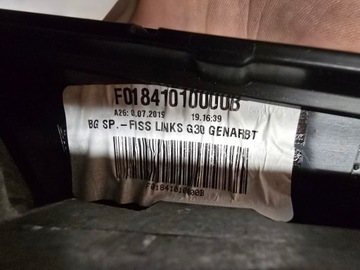 F01841010000B
A26: 0.07.2019 19.16:39
BG SP.-FISS LINKS G30 GENARBT
F01841010000B